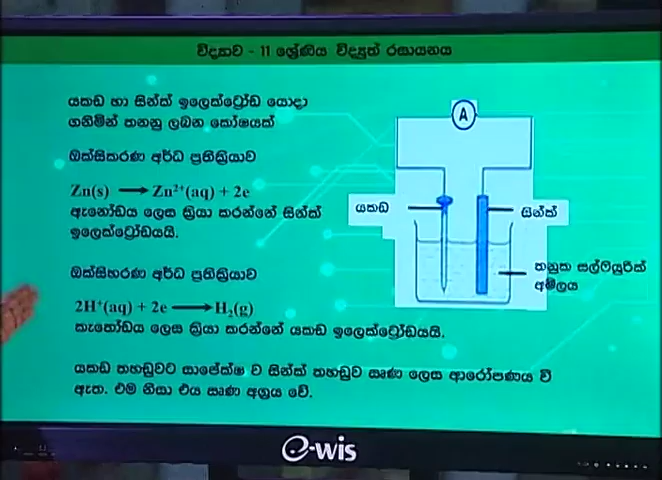 විද්‍යාව - 11 ශ්‍රේණිය විද්‍යුත් රසායනය
යකඩ හා සින්ක් ඉලෙක්ට්‍රෝඩ යොදා
ගනිමින් තනනු ලබන කෝෂයක්
ඔක්සිකරණ අර්ධ ප්‍රතික්‍රියාව
Zn(s) ⟶ Zn²⁺(aq) + 2e
ඇනෝඩය ලෙස ක්‍රියා කරන්නේ සින්ක්
ඉලෙක්ට්‍රෝඩයයි.
ඔක්සිහරණ අර්ධ ප්‍රතික්‍රියාව
2H⁺(aq) + 2e ⟶ H₂(g)
කැතෝඩය ලෙස ක්‍රියා කරන්නේ යකඩ ඉලෙක්ට්‍රෝඩයයි.
යකඩ තහඩුවට සාපේක්ෂ ව සින්ක් තහඩුව ඍණ ලෙස ආරෝපණය වී
ඇත. එම නිසා එය ඍණ අග්‍රය වේ.
A
යකඩ
සින්ක්
තනුක සල්ෆියුරික්
අම්ලය
e-wis